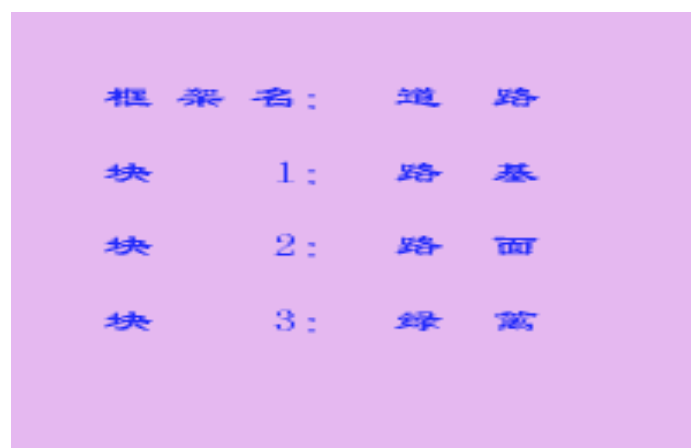 框 架 名: 道 路
块 1: 路 基
块 2: 路 面
块 3: 绿 篱